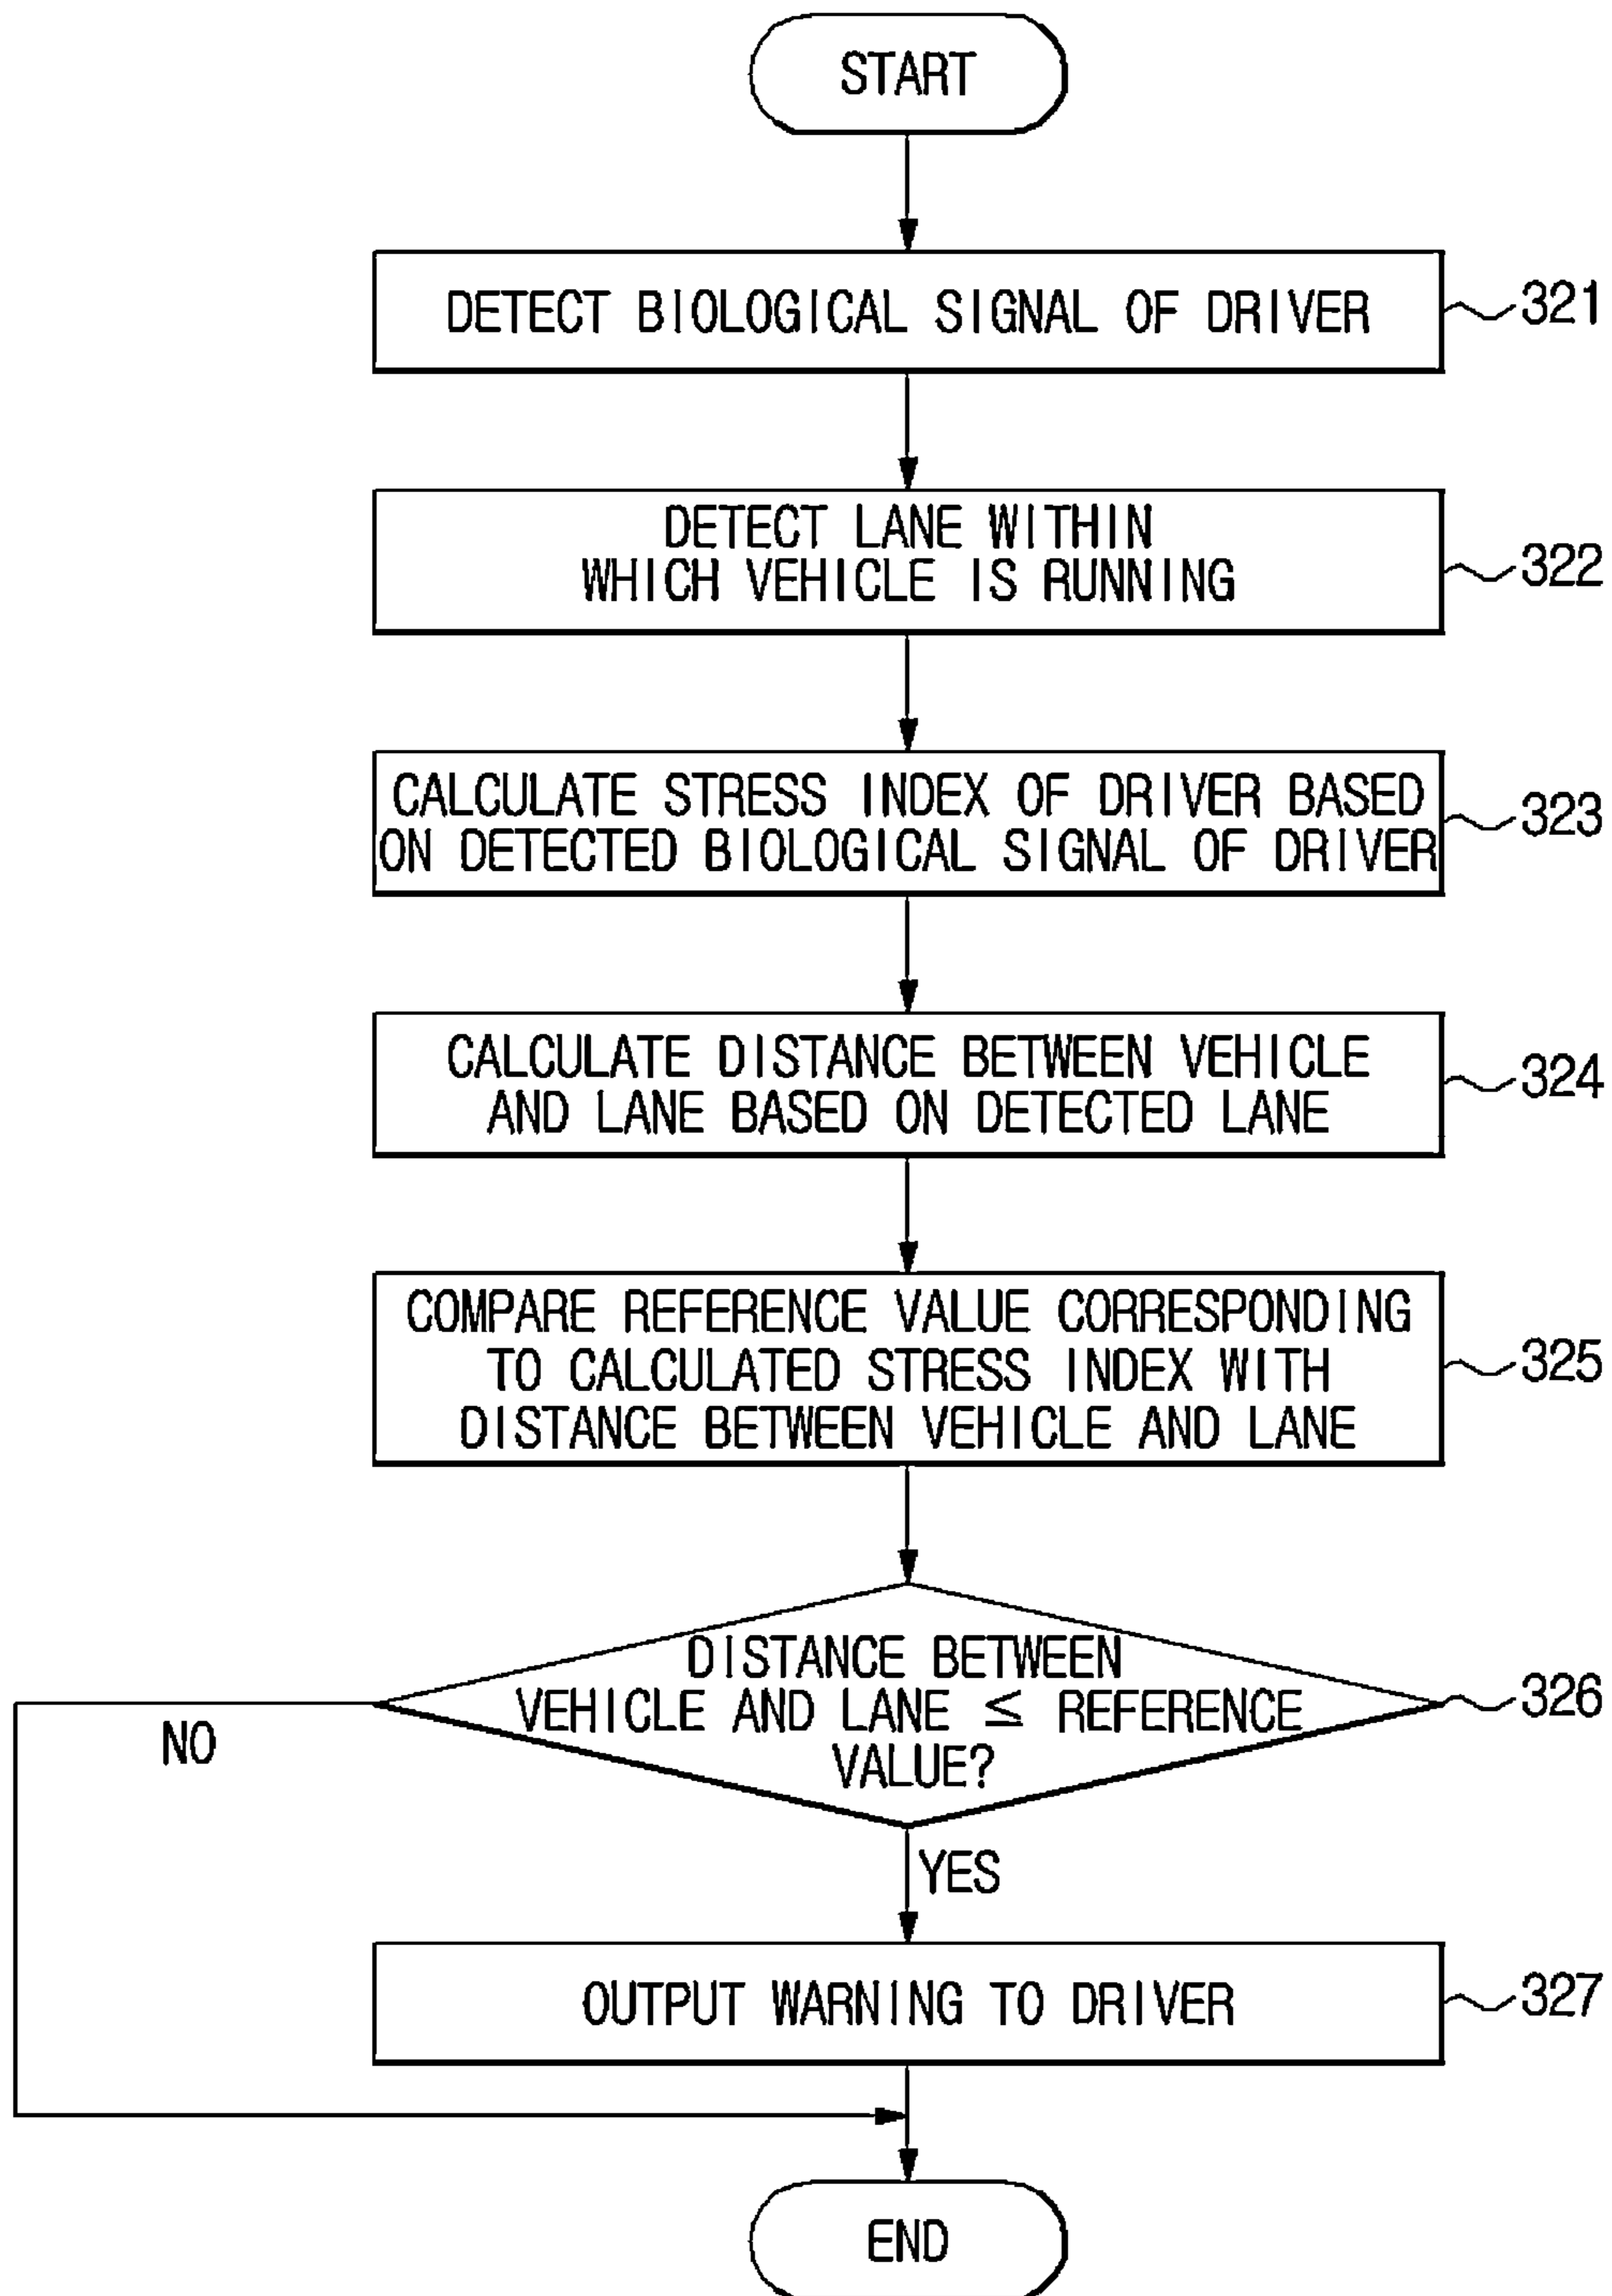 START
DETECT BIOLOGICAL SIGNAL OF DRIVER
321
DETECT LANE WITHIN
WHICH VEHICLE IS RUNNING
322
CALCULATE STRESS INDEX OF DRIVER BASED
ON DETECTED BIOLOGICAL SIGNAL OF DRIVER
323
CALCULATE DISTANCE BETWEEN VEHICLE
AND LANE BASED ON DETECTED LANE
324
COMPARE REFERENCE VALUE CORRESPONDING
TO CALCULATED STRESS INDEX WITH
DISTANCE BETWEEN VEHICLE AND LANE
325
DISTANCE BETWEEN
VEHICLE AND LANE ≤ REFERENCE
VALUE?
326
NO
YES
OUTPUT WARNING TO DRIVER
327
END